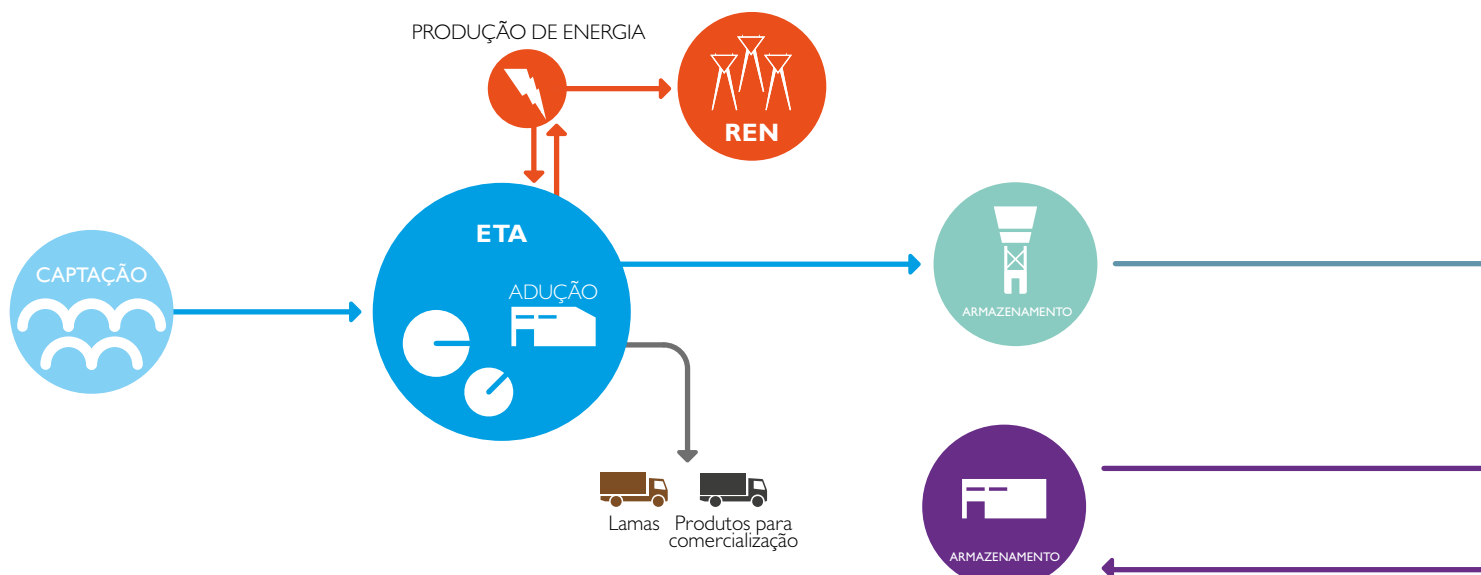 PRODUÇÃO DE ENERGIA
REN
ETA
CAPTAÇÃO
ADUÇÃO
ARMAZENAMENTO
Lamas
Produtos para
comercialização
ARMAZENAMENTO